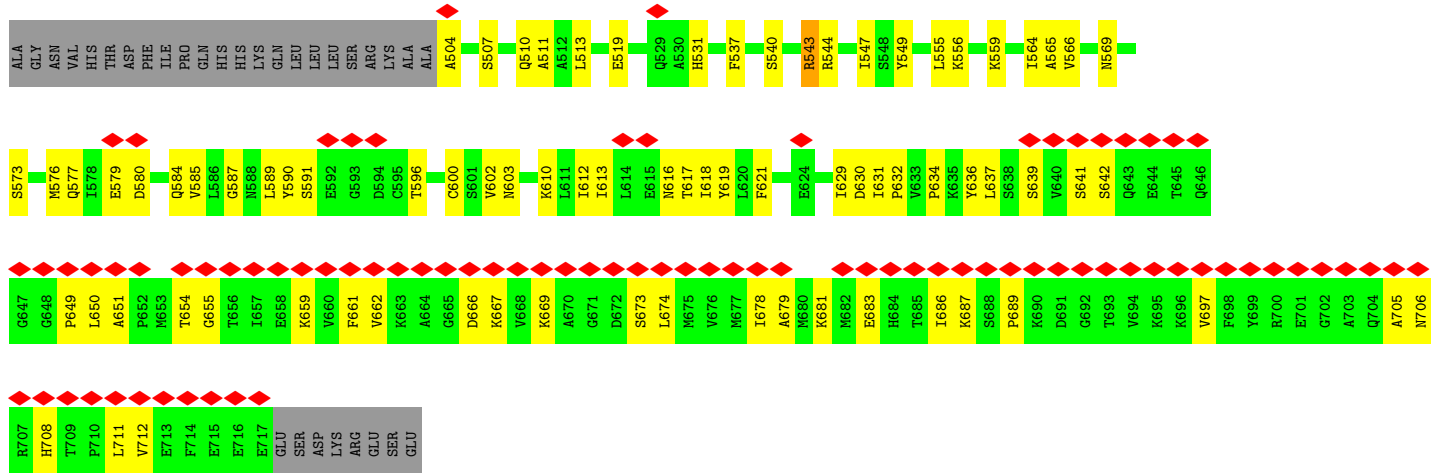 ALA GLY ASN VAL HIS THR ASP PHE ILE PRO GLN HIS HIS LYS GLN LEU LEU LEU SER ARG LYS ALA ALA A504 S507 Q510 A511 A512 L513 E519 Q529 A530 H531 F537 S540 R543 R544 I547 S548 Y549 L555 K556 K559 I564 A565 V566 N569
S573 M576 Q577 I578 E579 D580 Q584 V585 L586 G587 N588 L589 Y590 S591 E592 G593 D594 C595 T596 C600 S601 V602 N603 K610 L611 I612 I613 L614 E615 N616 T617 I618 Y619 L620 F621 E624 I629 D630 I631 P632 V633 P634 K635 Y636 L637 S638 S639 V640 S641 S642 Q643 E644 T645 Q646
G647 G648 P649 L650 A651 P652 M653 T654 G655 T656 I657 E658 K659 V660 F661 V662 K663 A664 G665 D666 K667 V668 K669 A670 G671 D672 S673 L674 M675 V676 M677 I678 A679 M680 K681 M682 E683 H684 T685 I686 K687 S688 P689 K690 D691 G692 T693 V694 K695 K696 V697 F698 Y699 R700 E701 G702 A703 Q704 A705 N706
R707 H708 T709 P710 L711 V712 E713 F714 E715 E716 E717 GLU SER ASP LYS ARG GLU SER GLU